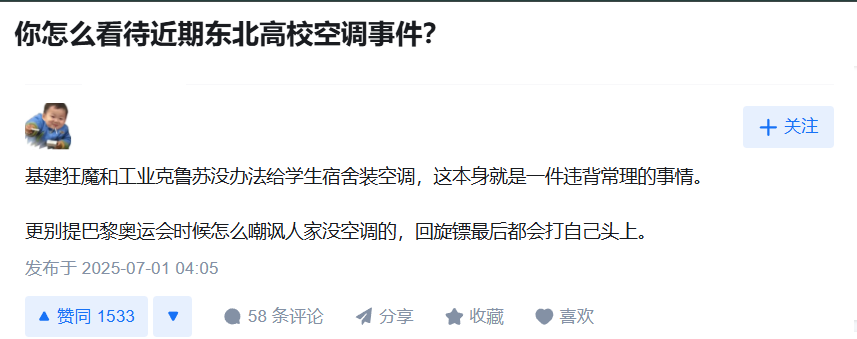 你怎么看待近期东北高校空调事件？
关注
基建狂魔和工业克鲁苏没办法给学生宿舍装空调，这本身就是一件违背常理的事情。
更别提巴黎奥运会时候怎么嘲讽人家没空调的，回旋镖最后都会打自己头上。
发布于 2025-07-01 04:05
赞同 1533 58 条评论 分享 收藏 喜欢